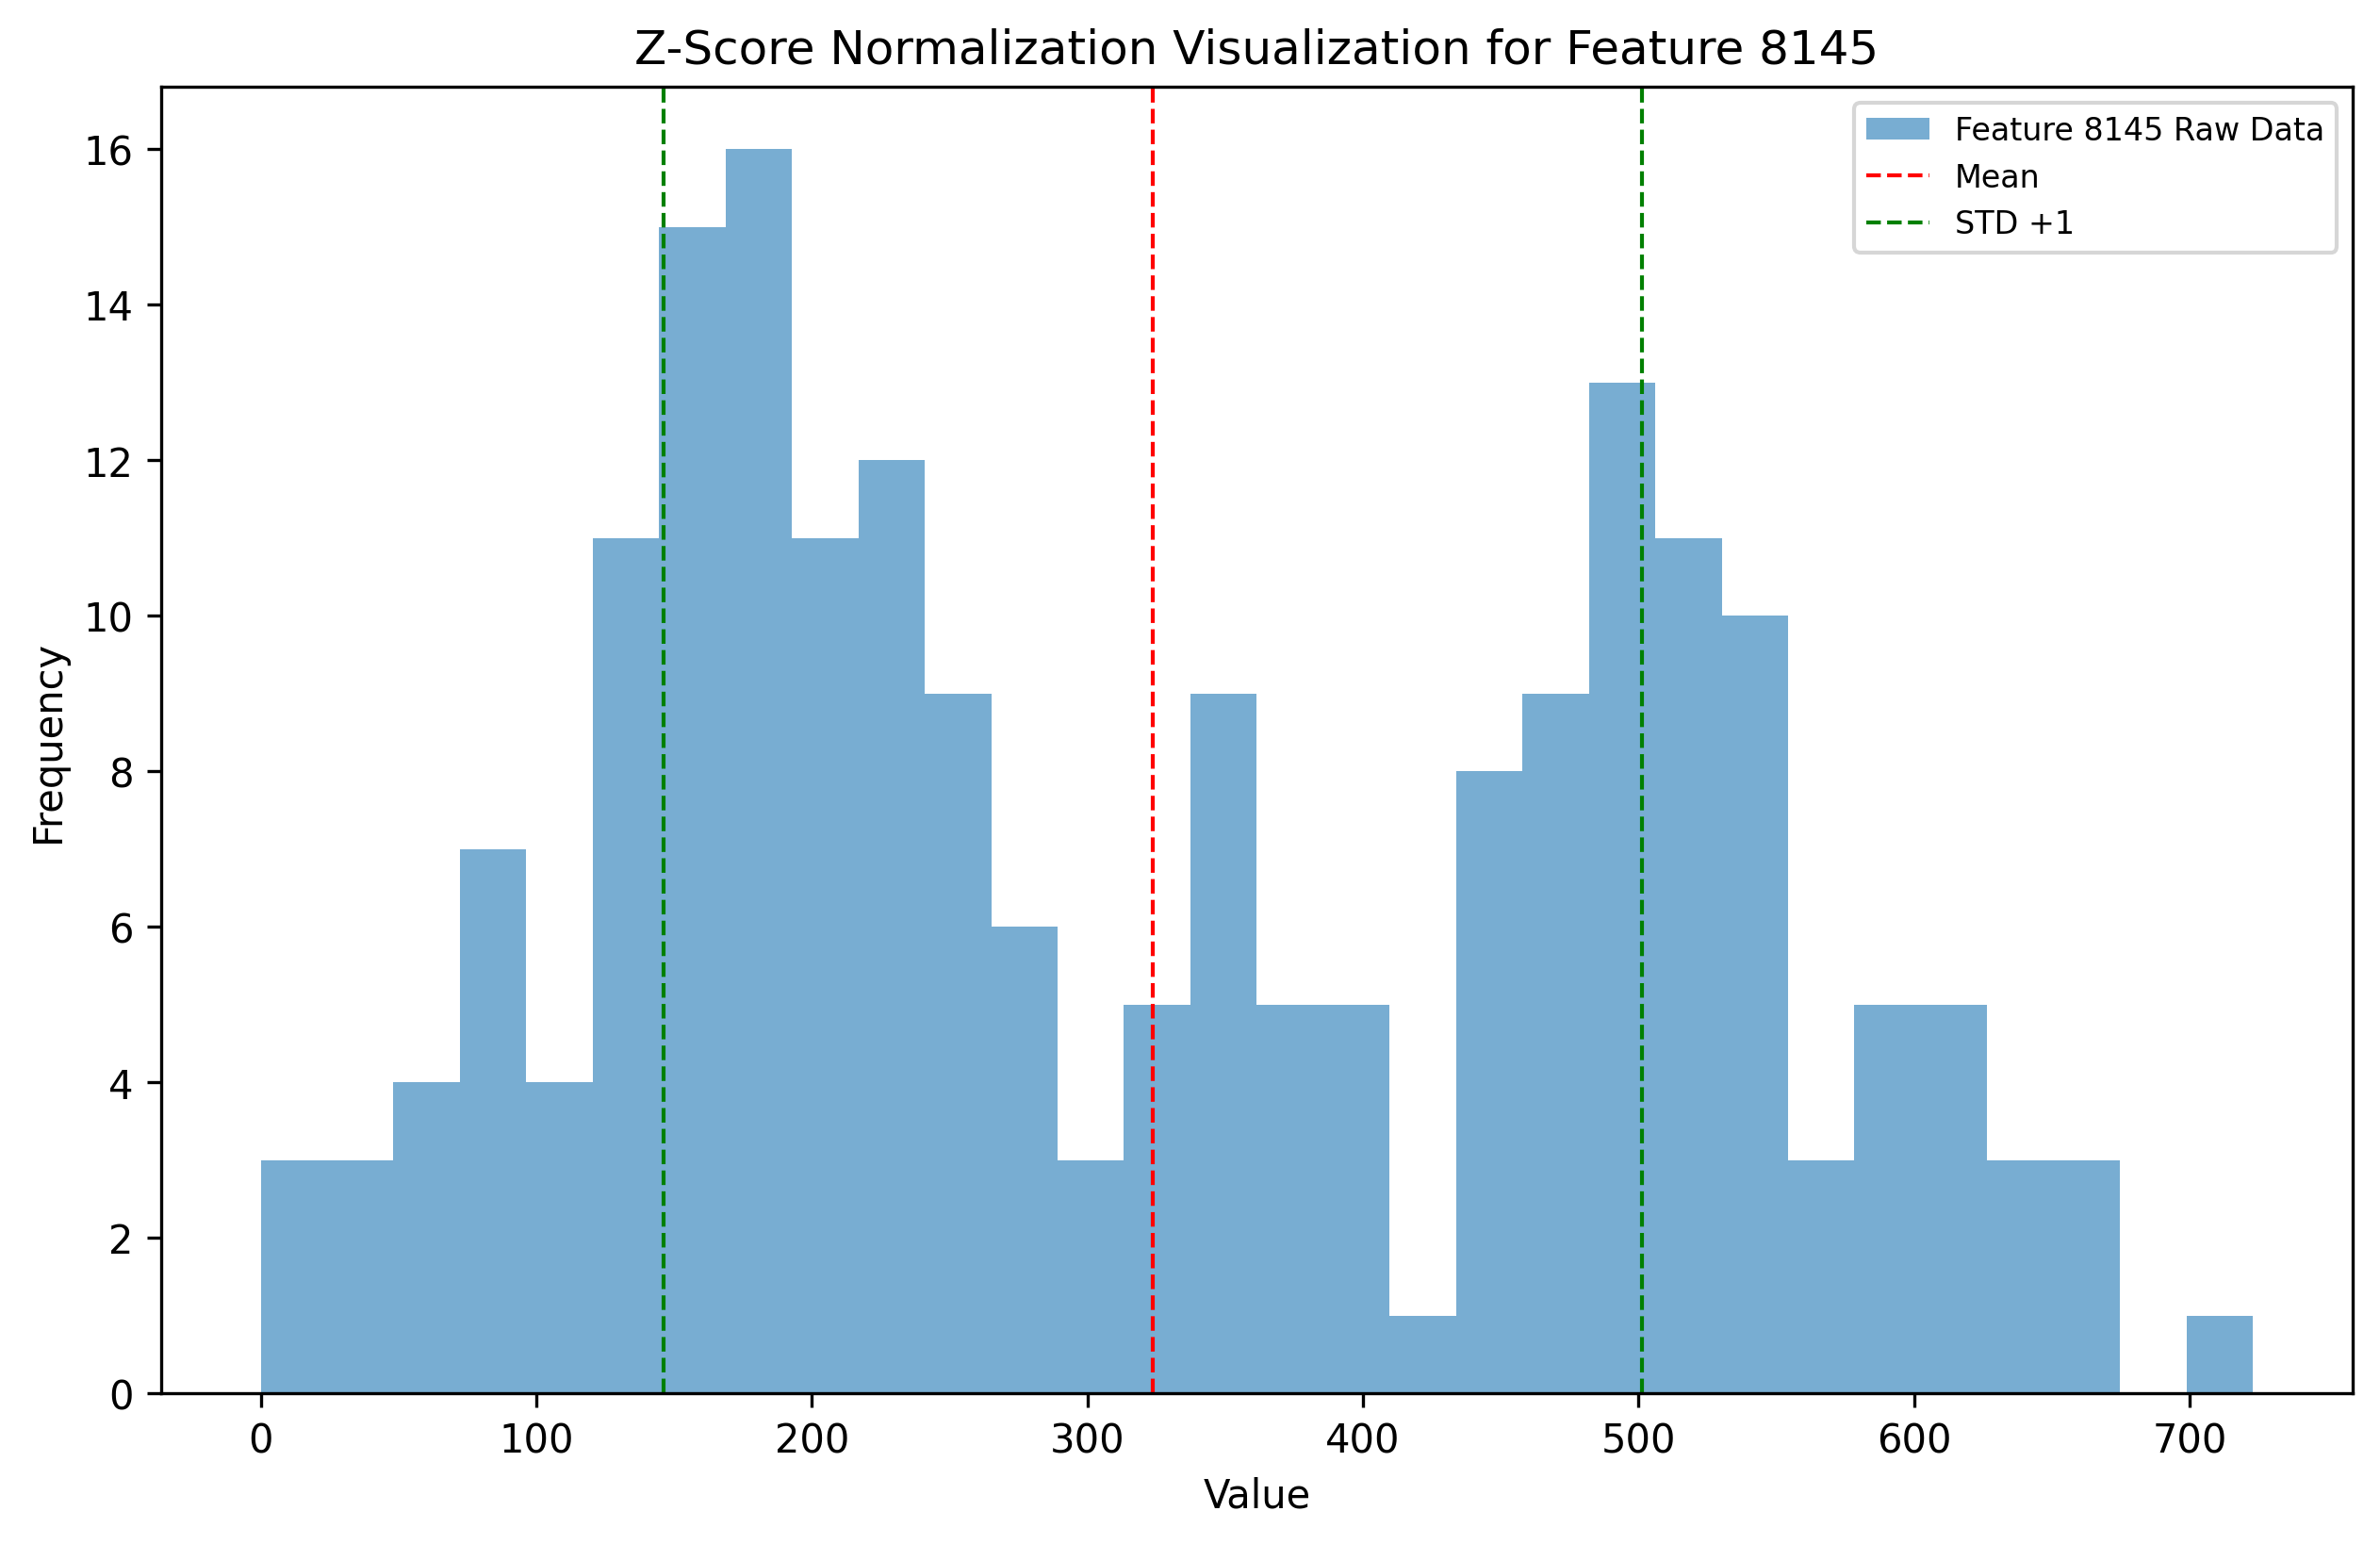 Z-Score Normalization Visualization for Feature 8145
Feature 8145 Raw Data
Mean
STD +1
16
14
12
10
8
6
4
2
0
Frequency
0 100 200 300 400 500 600 700
Value